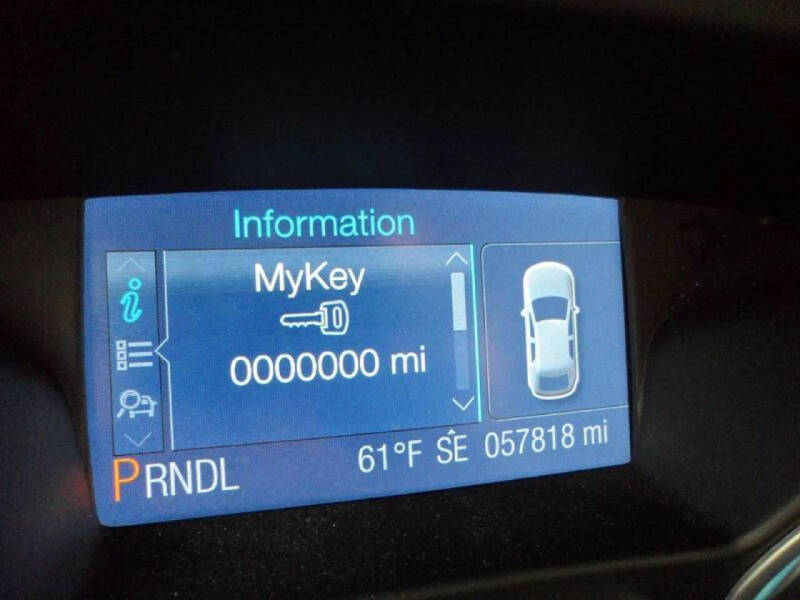 Information
MyKey
0000000 mi
61°F SE 057818 mi
PRNDL